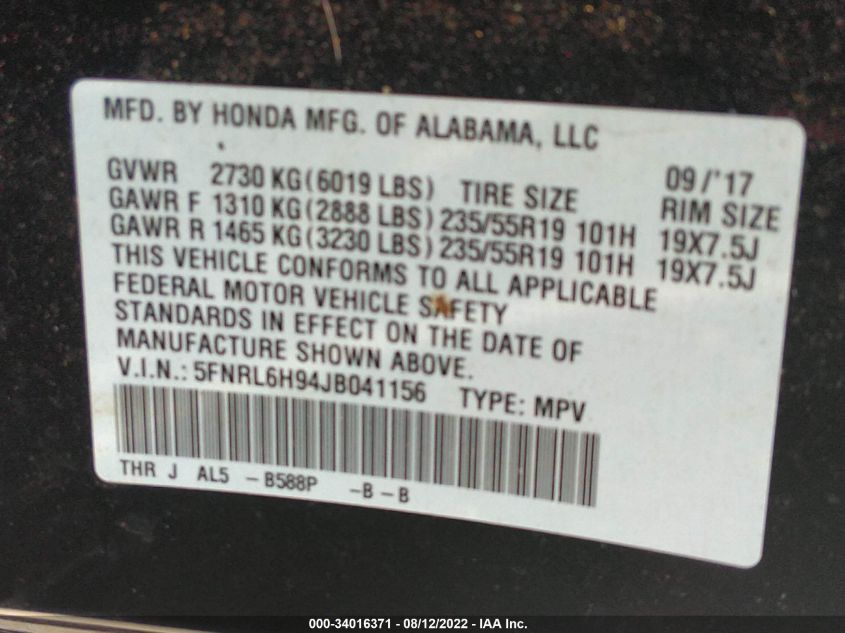 MFD. BY HONDA MFG. OF ALABAMA, LLC
GVWR 2730 KG(6019 LBS) TIRE SIZE 09/'17 RIM SIZE
GAWR F 1310 KG(2888 LBS) 235/55R19 101H 19X7.5J
GAWR R 1465 KG(3230 LBS) 235/55R19 101H 19X7.5J
THIS VEHICLE CONFORMS TO ALL APPLICABLE
FEDERAL MOTOR VEHICLE SAFETY
STANDARDS IN EFFECT ON THE DATE OF
MANUFACTURE SHOWN ABOVE.
V.I.N.: 5FNRL6H94JB041156 TYPE: MPV
THR J AL5 -B588P -B-B
000-34016371 - 08/12/2022 - IAA Inc.